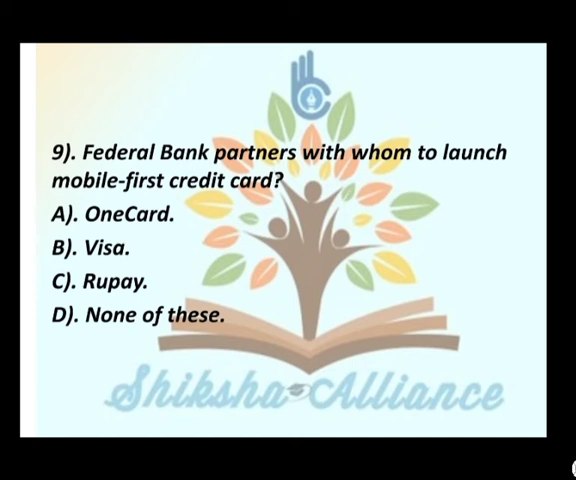 9). Federal Bank partners with whom to launch
mobile-first credit card?
A). OneCard.
B). Visa.
C). Rupay.
D). None of these.
Shiksha Alliance